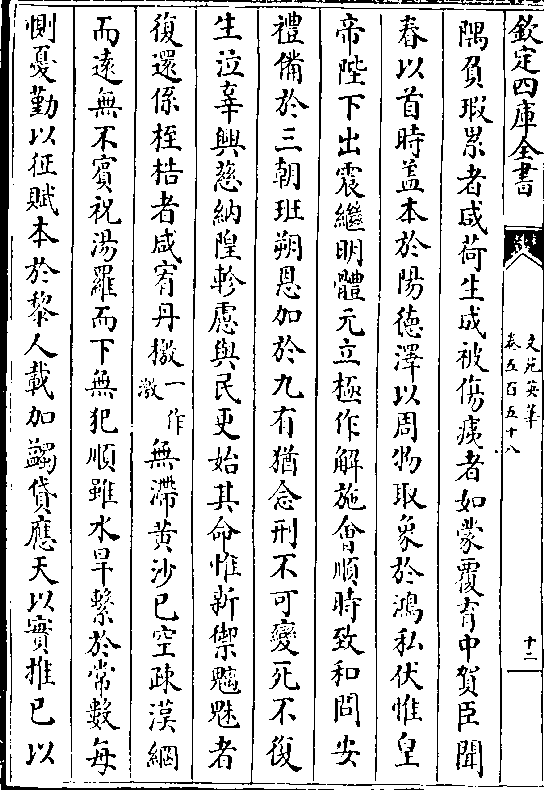 欽定四庫全書
文苑英華
卷五百五十八
十二
隅負瑕累者咸荷生成被傷痍者如蒙覆育中賀臣聞
春以首時盖本於陽德澤以周物取象於鴻私伏惟皇
帝陛下出震繼明體元立極作解施㑹順時致和問安
禮備於三朝班朔恩加於九有猶念刑不可變死不復
生泣辜興慈納隍軫慮與民更始其命惟新禦魑魅者
復還係桎梏者咸宥丹檄一作激無滯黄沙已空疎漢網
而逺無不賓祝湯羅而下無犯順雖水旱繫於常數每
惻憂勤以征賦本於黎人載加蠲貸應天以實推已以